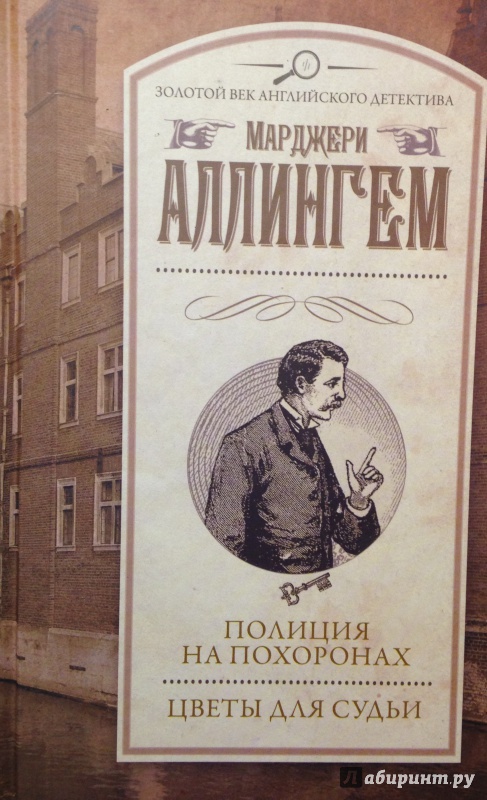 ЗОЛОТОЙ ВЕК АНГЛИЙСКОГО ДЕТЕКТИВА
МАРДЖЕРИ
АЛЛИНГЕМ
ПОЛИЦИЯ
НА ПОХОРОНАХ
ЦВЕТЫ ДЛЯ СУДЬИ
Лабиринт.ру